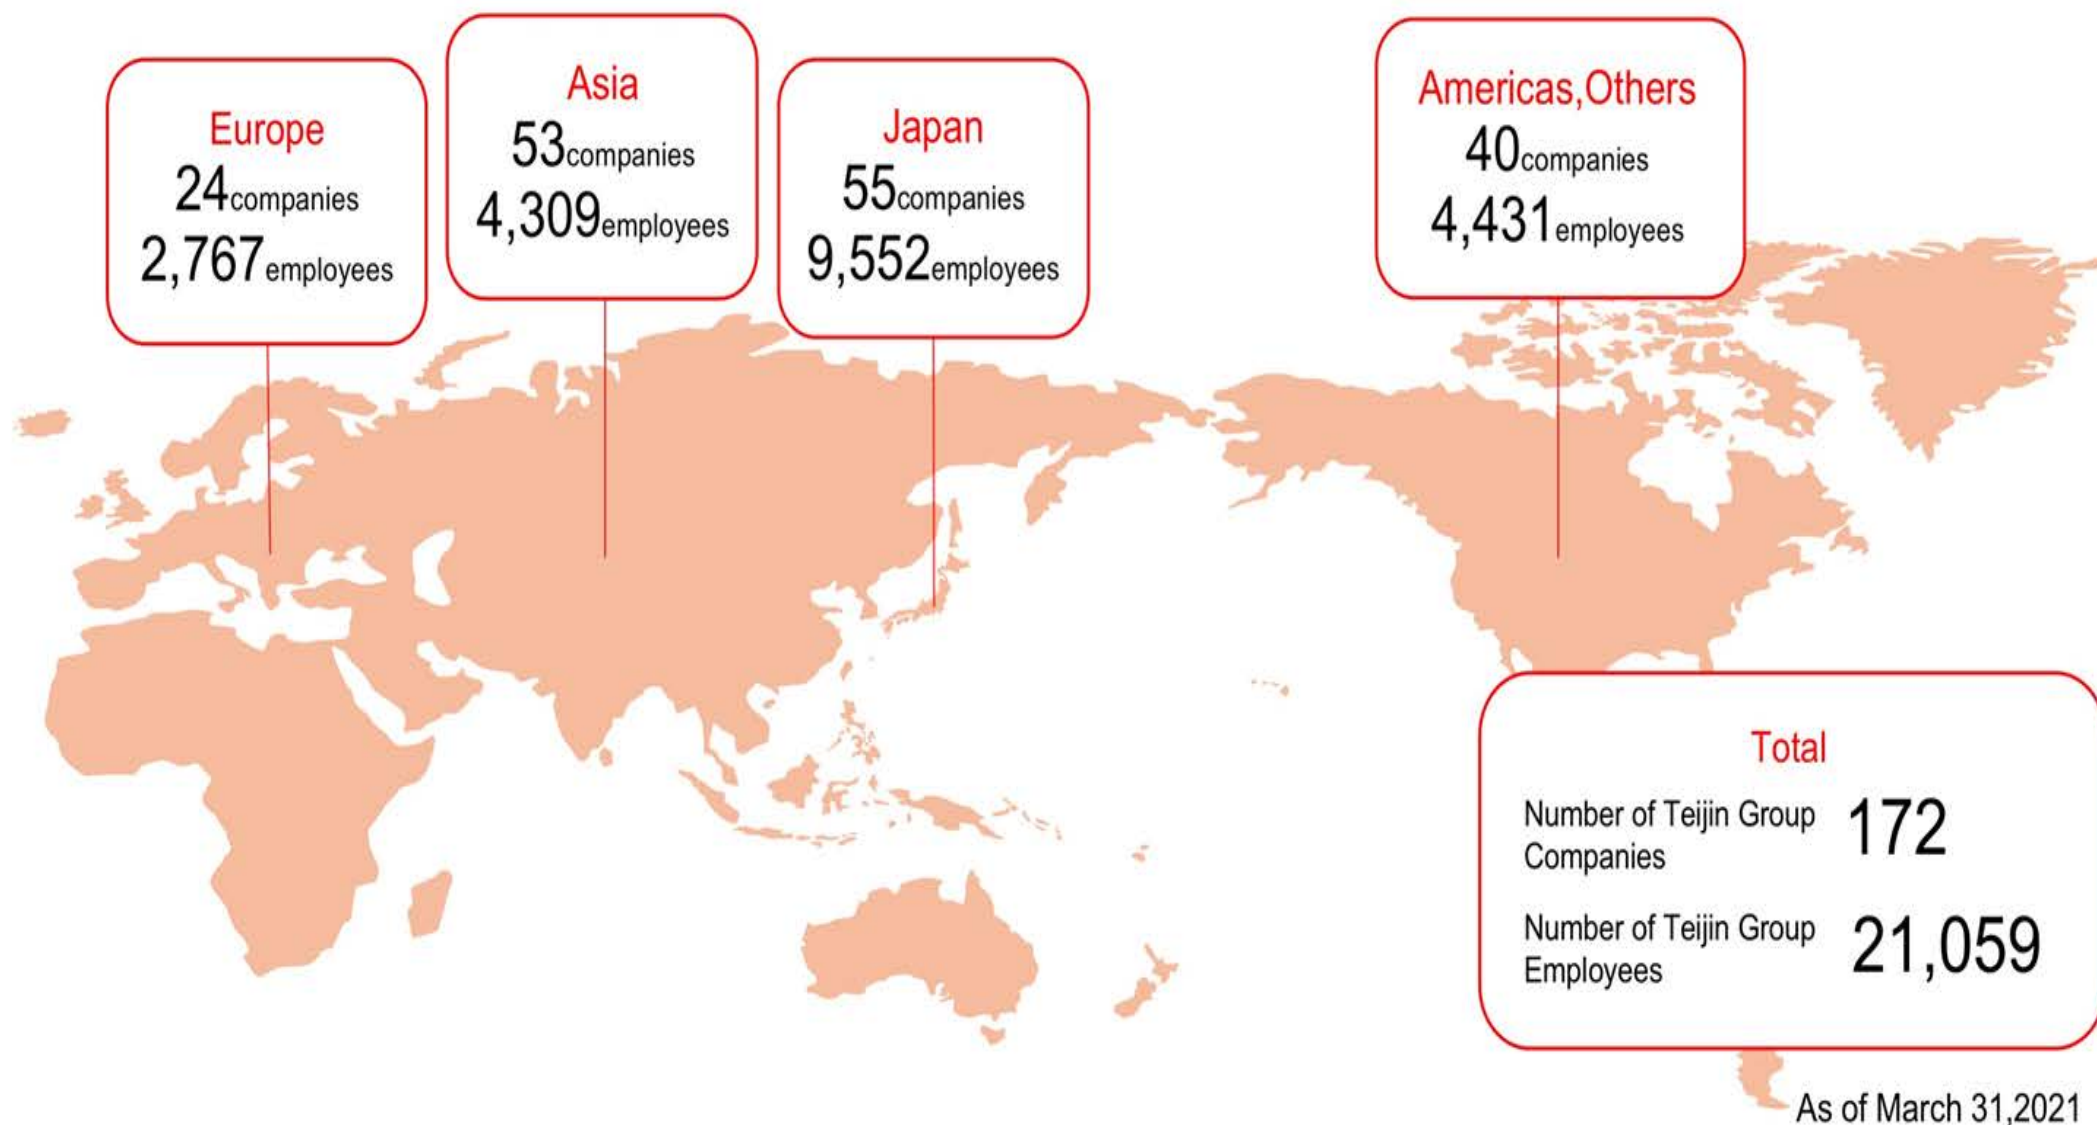 Europe
24companies
2,767employees
Asia
53companies
4,309employees
Japan
55companies
9,552employees
Americas,Others
40companies
4,431employees
Total
Number of Teijin Group
Companies
172
Number of Teijin Group
Employees
21,059
As of March 31,2021